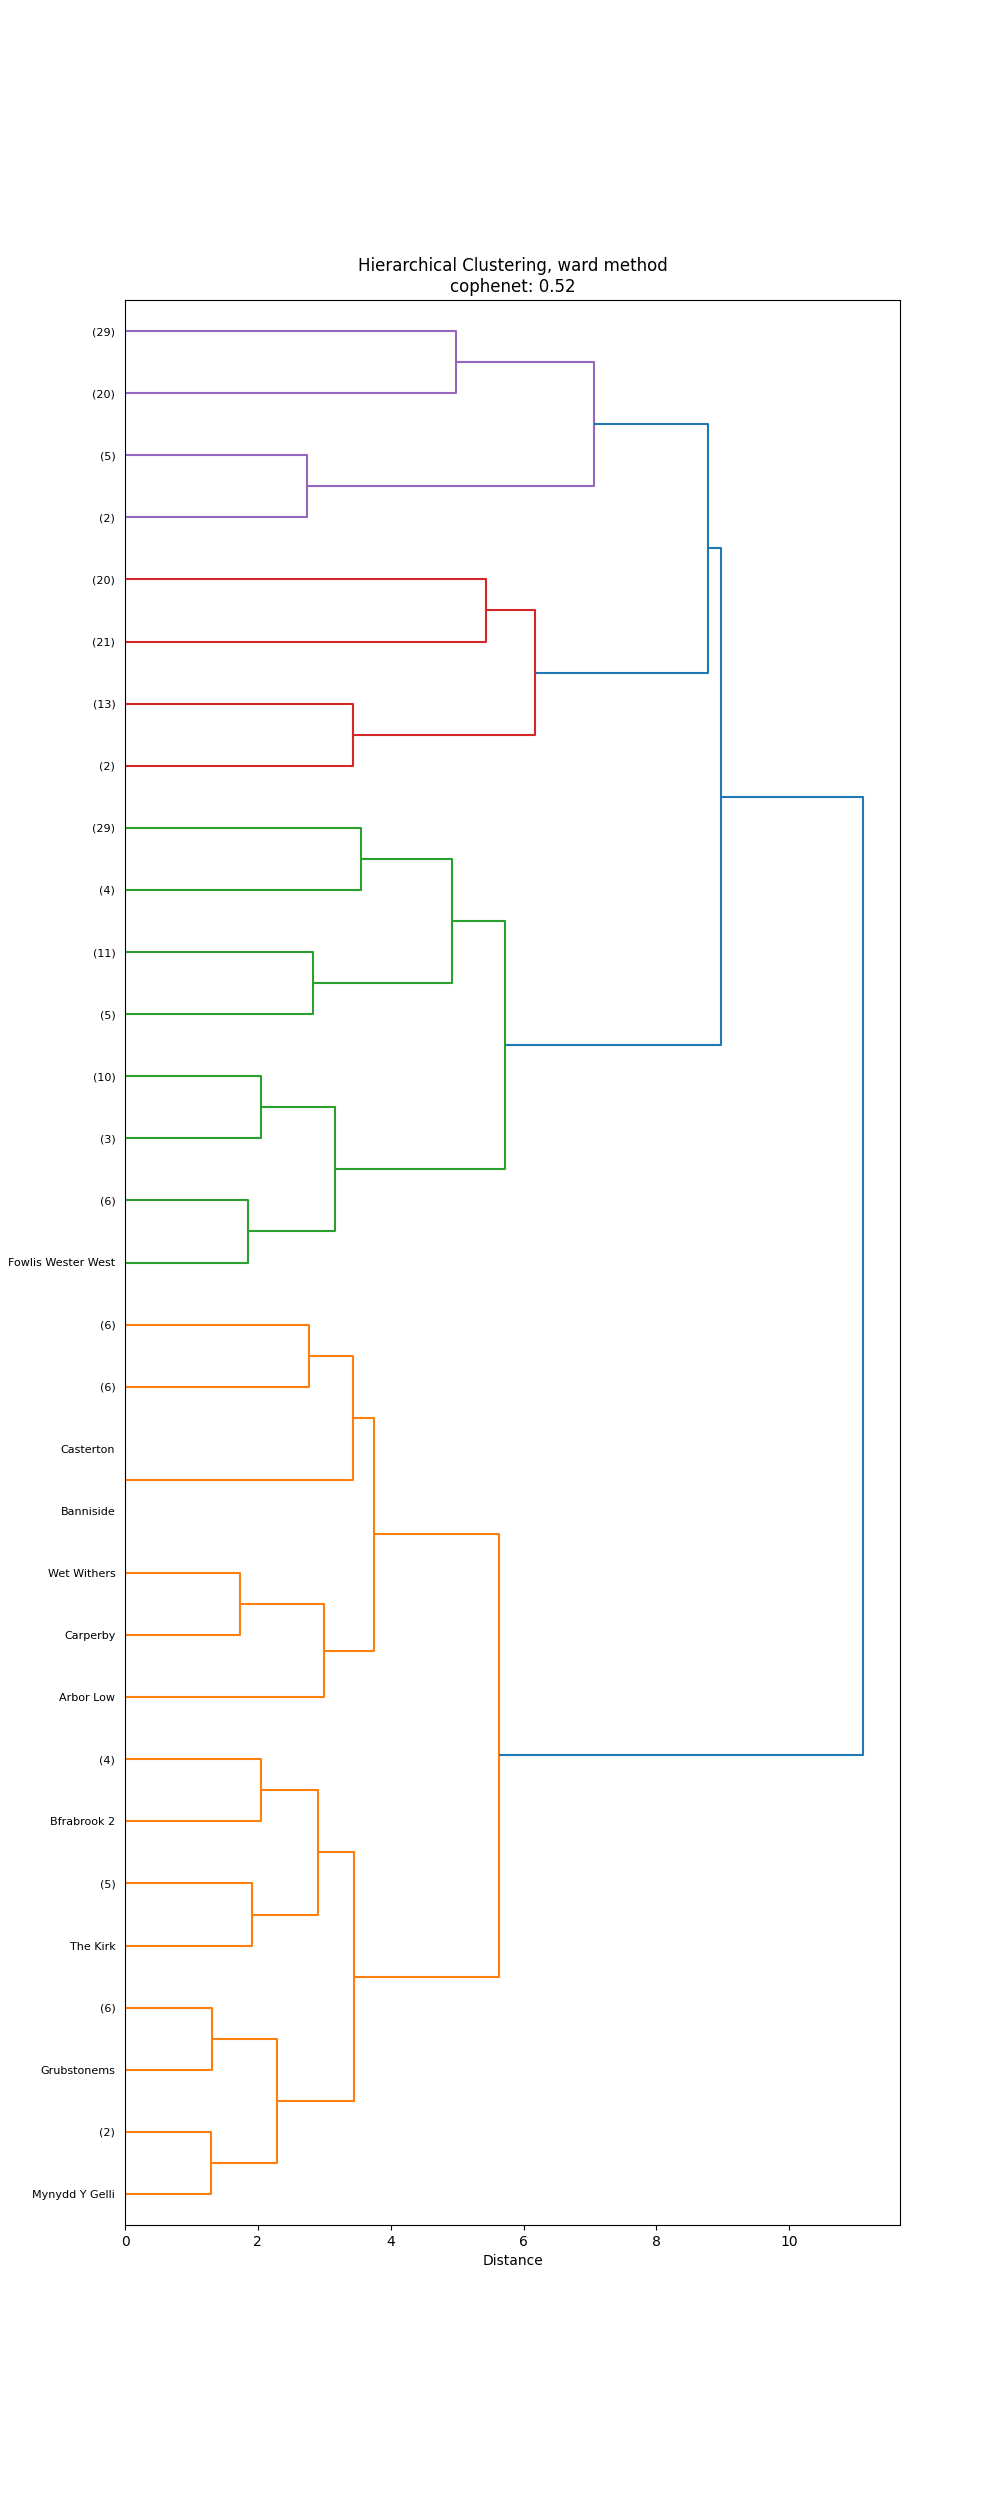 Hierarchical Clustering, ward method
cophenet: 0.52
(29)
(20)
(5)
(2)
(20)
(21)
(13)
(2)
(29)
(4)
(11)
(5)
(10)
(3)
(6)
Fowlis Wester West
(6)
(6)
Casterton
Banniside
Wet Withers
Carperby
Arbor Low
(4)
Bfrabrook 2
(5)
The Kirk
(6)
Grubstonems
(2)
Mynydd Y Gelli
0 2 4 6 8 10
Distance